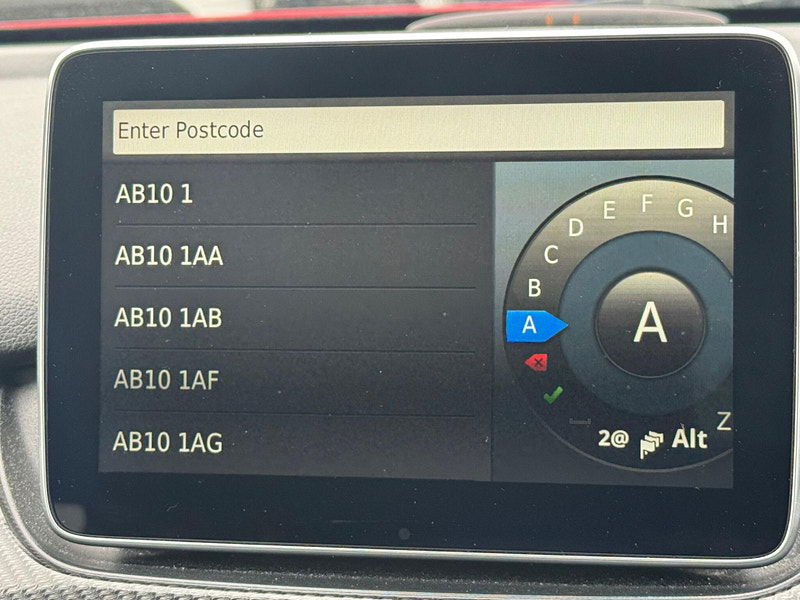 Enter Postcode
AB10 1
AB10 1AA
AB10 1AB
AB10 1AF
AB10 1AG
A
B
C
D
E
F
G
H
A
Z
2@ Alt